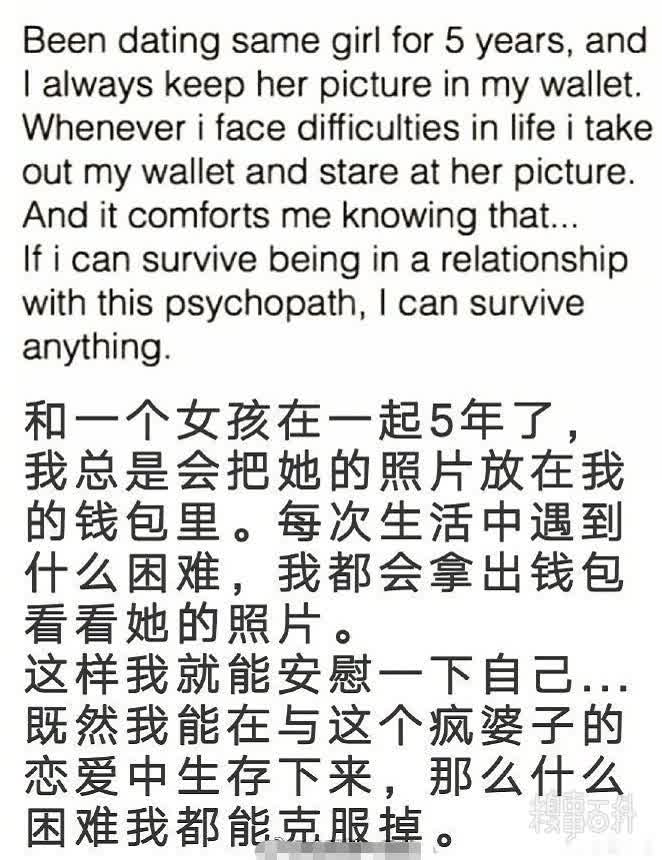 Been dating same girl for 5 years, and
I always keep her picture in my wallet.
Whenever i face difficulties in life i take
out my wallet and stare at her picture.
And it comforts me knowing that...
If i can survive being in a relationship
with this psychopath, I can survive
anything.
和一个女孩在一起5年了，
我总是会把她的照片放在我
的钱包里。每次生活中遇到
什么困难，我都会拿出钱包
看看她的照片。
这样我就能安慰一下自己...
既然我能在与这个疯婆子的
恋爱中生存下来，那么什么
困难我都能克服掉。
糗事百科